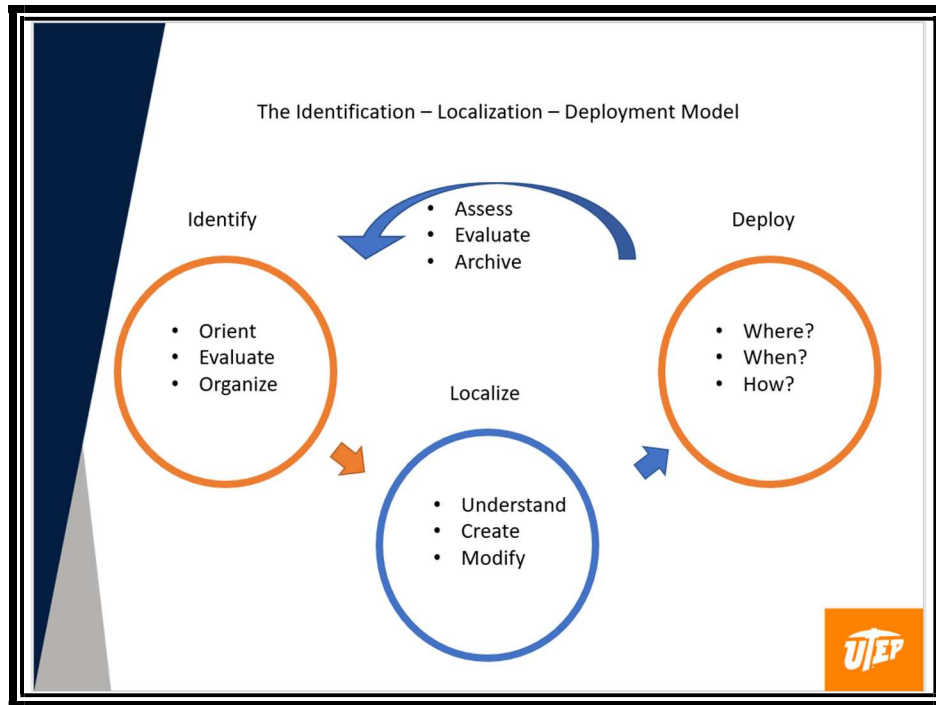 The Identification – Localization – Deployment Model
Identify
• Orient
• Evaluate
• Organize
Localize
• Understand
• Create
• Modify
Deploy
• Where?
• When?
• How?
• Assess
• Evaluate
• Archive
UTEP